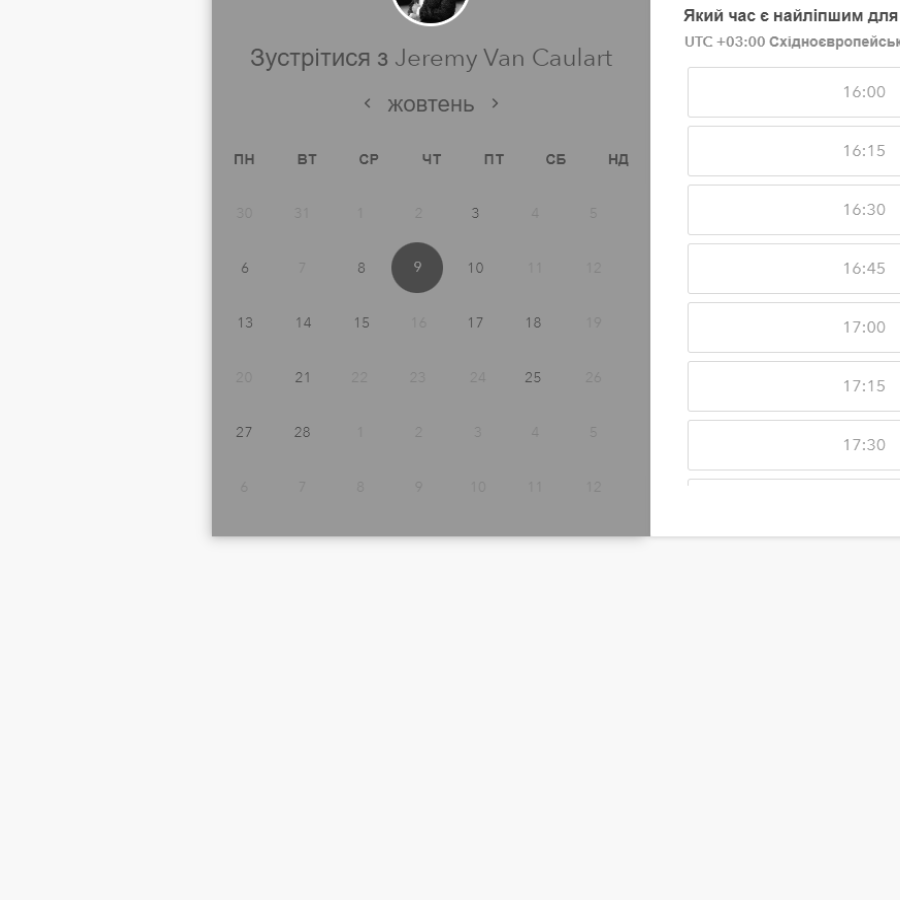 Зустрітися з Jeremy Van Caulart
жовтень
ПН ВТ СР ЧТ ПТ СБ НД
30 31 1 2 3 4 5
6 7 8 9 10 11 12
13 14 15 16 17 18 19
20 21 22 23 24 25 26
27 28 1 2 3 4 5
6 7 8 9 10 11 12
Який час є найліпшим для
UTC +03:00 Східноєвропейськ
16:00
16:15
16:30
16:45
17:00
17:15
17:30